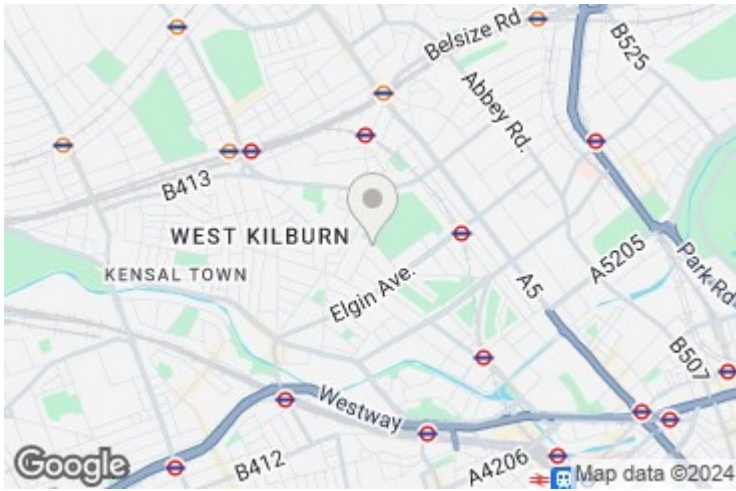 Belsize Rd
B525
Abbey Rd.
B413
WEST KILBURN
KENSAL TOWN
Elgin Ave.
A5
A5205
Park Rd
B507
Westway
B412
A4206
Google
Map data ©2024